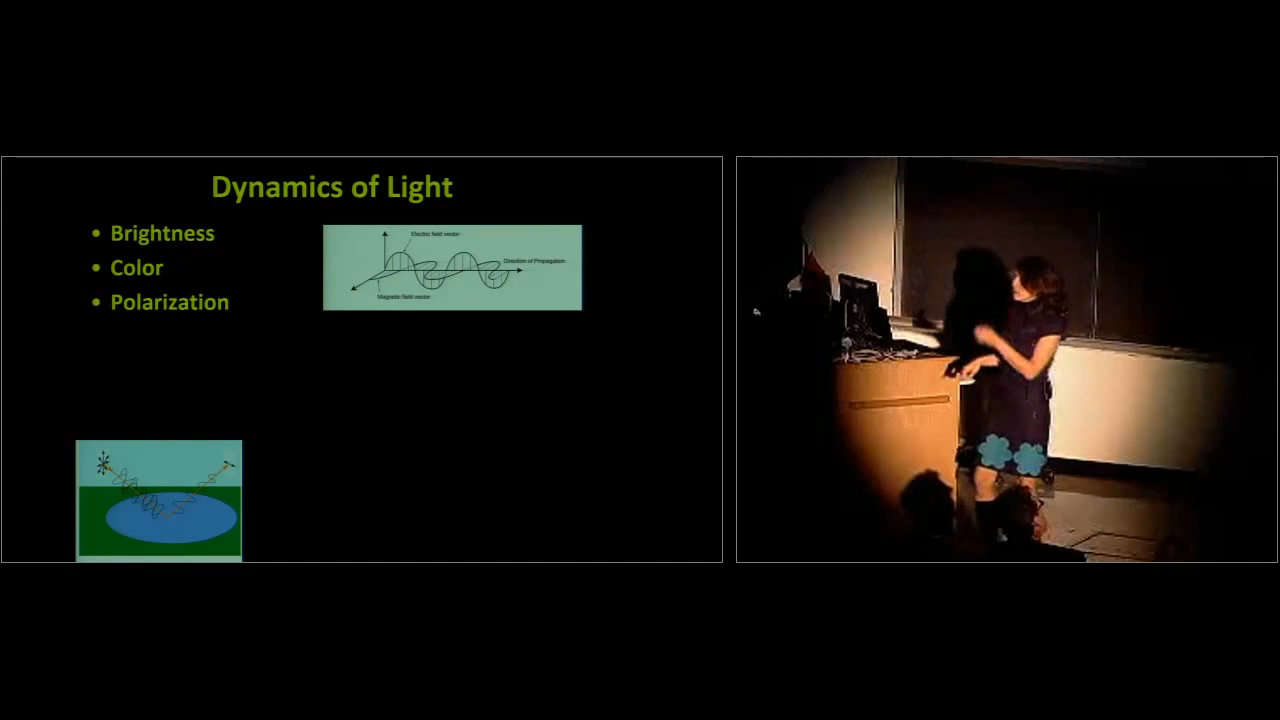 Dynamics of Light
• Brightness
• Color
• Polarization
Electric field vector
Direction of Propagation
Magnetic field vector